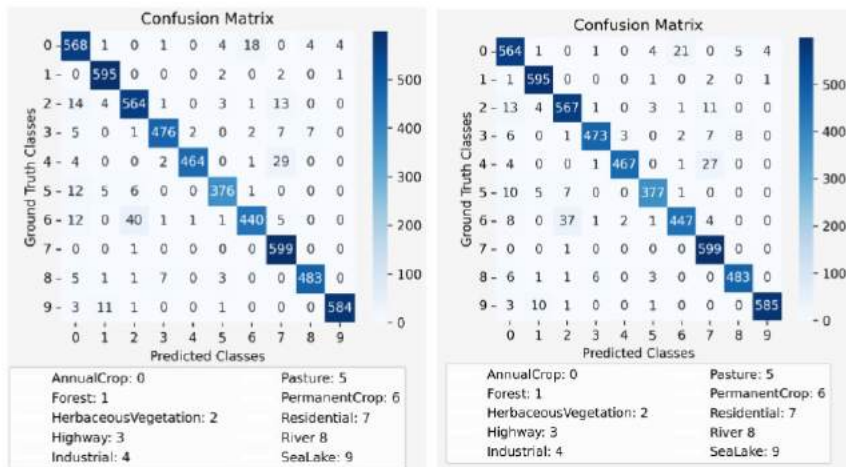 Confusion Matrix
0 568 1 0 1 0 4 18 0 4 4
1 0 595 0 0 0 2 0 2 0 1
2 14 4 564 1 0 3 1 13 0 0
3 5 0 1 476 2 0 2 7 7 0
4 4 0 0 2 464 0 1 29 0 0
5 12 5 6 0 0 376 1 0 0 0
6 12 0 40 1 1 1 440 5 0 0
7 0 0 1 0 0 0 0 599 0 0
8 5 1 1 7 0 3 0 0 483 0
9 3 11 1 0 0 1 0 0 0 584
0 1 2 3 4 5 6 7 8 9
Predicted Classes
Ground Truth Classes
500
400
300
200
100
0
AnnualCrop: 0 Pasture: 5
Forest: 1 PermanentCrop: 6
HerbaceousVegetation: 2 Residential: 7
Highway: 3 River 8
Industrial: 4 SeaLake: 9
Confusion Matrix
0 564 1 0 1 0 4 21 0 5 4
1 1 595 0 0 0 1 0 2 0 1
2 13 4 567 1 0 3 1 11 0 0
3 6 0 1 473 3 0 2 7 8 0
4 4 0 0 1 467 0 1 27 0 0
5 10 5 7 0 0 377 1 0 0 0
6 8 0 37 1 2 1 447 4 0 0
7 0 0 1 0 0 0 0 599 0 0
8 6 1 1 6 0 3 0 0 483 0
9 3 10 1 0 0 1 0 0 0 585
0 1 2 3 4 5 6 7 8 9
Predicted Classes
Ground Truth Classes
500
400
300
200
100
0
AnnualCrop: 0 Pasture: 5
Forest: 1 PermanentCrop: 6
HerbaceousVegetation: 2 Residential: 7
Highway: 3 River 8
Industrial: 4 SeaLake: 9